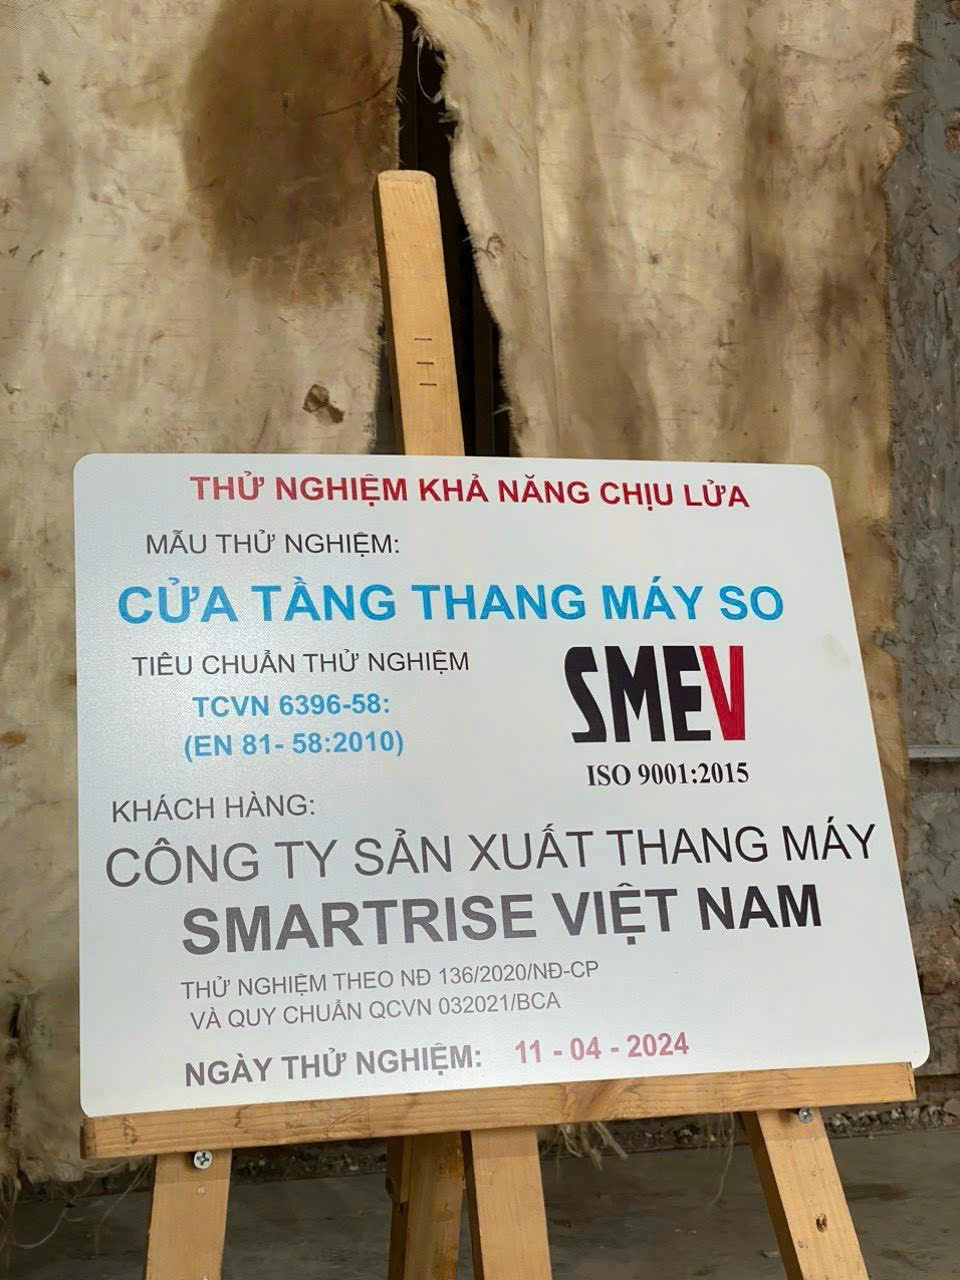 THỬ NGHIỆM KHẢ NĂNG CHỊU LỬA
MẪU THỬ NGHIỆM:
CỬA TẦNG THANG MÁY SO
TIÊU CHUẨN THỬ NGHIỆM
TCVN 6396-58:
(EN 81- 58:2010)
SMEV
ISO 9001:2015
KHÁCH HÀNG:
CÔNG TY SẢN XUẤT THANG MÁY
SMARTRISE VIỆT NAM
THỬ NGHIỆM THEO NĐ 136/2020/NĐ-CP
VÀ QUY CHUẨN QCVN 032021/BCA
NGÀY THỬ NGHIỆM: 11 - 04 - 2024